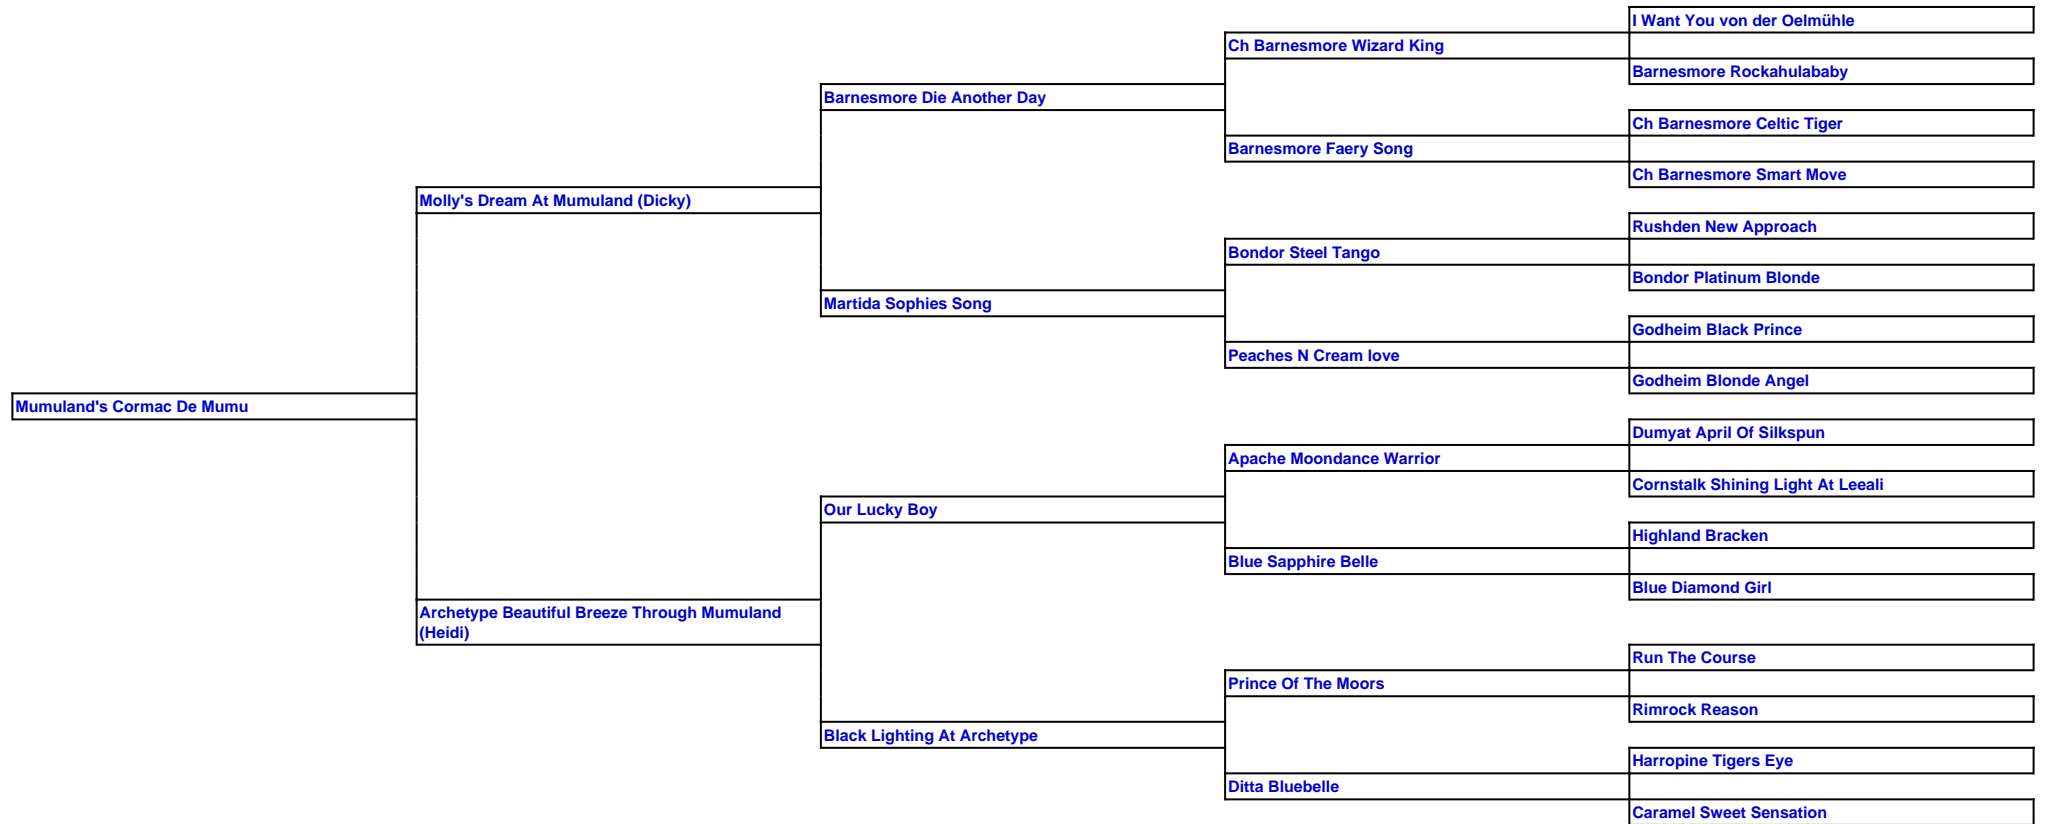 I Want You von der Oelmühle
Ch Barnesmore Wizard King
Barnesmore Rockahulababy
Barnesmore Die Another Day
Ch Barnesmore Celtic Tiger
Barnesmore Faery Song
Ch Barnesmore Smart Move
Molly's Dream At Mumuland (Dicky)
Rushden New Approach
Bondor Steel Tango
Bondor Platinum Blonde
Martida Sophies Song
Godheim Black Prince
Peaches N Cream love
Godheim Blonde Angel
Mumuland's Cormac De Mumu
Dumyat April Of Silkspun
Apache Moondance Warrior
Cornstalk Shining Light At Leeali
Our Lucky Boy
Highland Bracken
Blue Sapphire Belle
Blue Diamond Girl
Archetype Beautiful Breeze Through Mumuland
(Heidi)
Run The Course
Prince Of The Moors
Rimrock Reason
Black Lighting At Archetype
Harropine Tigers Eye
Ditta Bluebelle
Caramel Sweet Sensation